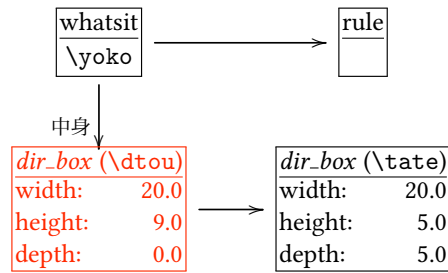 whatsit
\yoko
rule
中身
dir_box (\dtou)
width: 20.0
height: 9.0
depth: 0.0
dir_box (\tate)
width: 20.0
height: 5.0
depth: 5.0